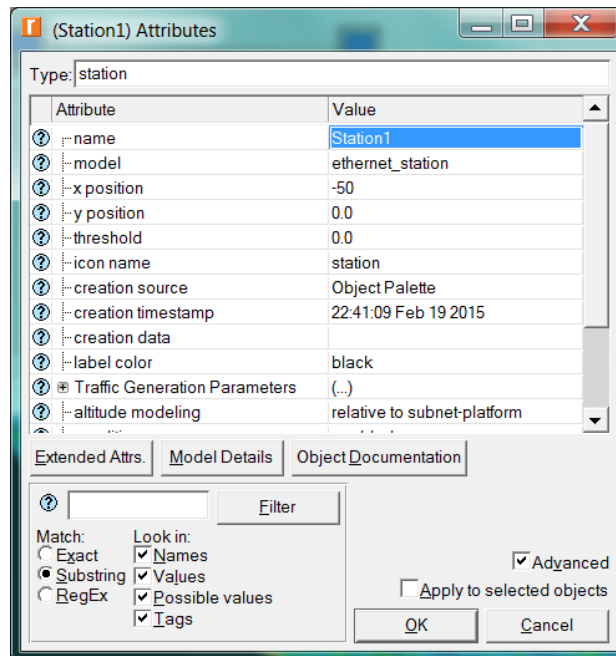 (Station1) Attributes
Type: station
Attribute Value
name Station1
model ethernet_station
x position -50
y position 0.0
threshold 0.0
icon name station
creation source Object Palette
creation timestamp 22:41:09 Feb 19 2015
creation data
label color black
Traffic Generation Parameters (...)
altitude modeling relative to subnet-platform
Extended Attrs. Model Details Object Documentation
Filter
Match: Look in:
Exact Names
Substring Values
RegEx Possible values
Tags
Advanced
Apply to selected objects
OK Cancel